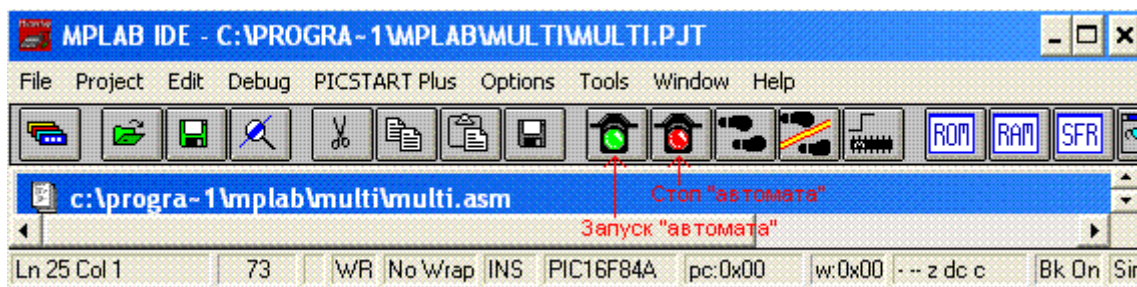 MPLAB IDE - C:\PROGRA~1\MPLAB\MULTI\MULTI.PJT
File Project Edit Debug PICSTART Plus Options Tools Window Help
ROM RAM SFR
c:\progra~1\mplab\multi\multi.asm
Стоп "автомата"
Запуск "автомата"
Ln 25 Col 1 73 WR No Wrap INS PIC16F84A pc:0x00 w:0x00 - -- z dc c Bk On Sir